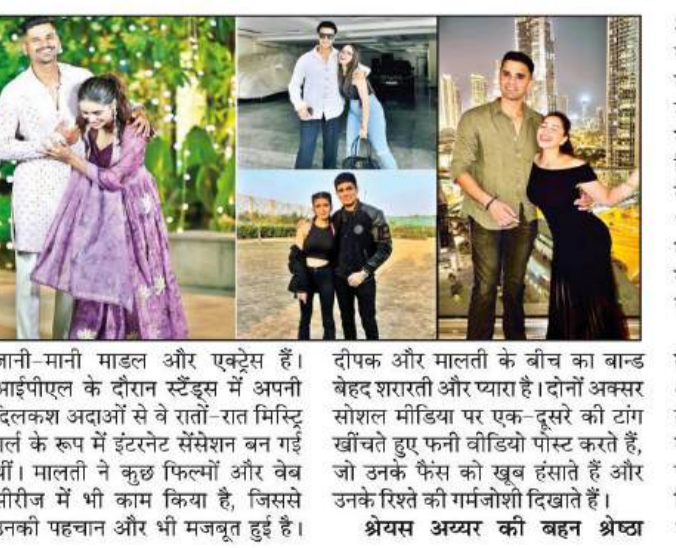 जानी-मानी माडल और एक्ट्रेस हैं।
आईपीएल के दौरान स्टैंड्स में अपनी
दिलकश अदाओं से वे रातों-रात मिस्ट्रि
गर्ल के रूप में इंटरनेट सेंसेशन बन गई
थीं। मालती ने कुछ फिल्मों और वेब
सीरीज में भी काम किया है, जिससे
उनकी पहचान और भी मजबूत हुई है।
दीपक और मालती के बीच का बान्ड
बेहद शरारती और प्यारा है। दोनों अक्सर
सोशल मीडिया पर एक-दूसरे की टांग
खींचते हुए फनी वीडियो पोस्ट करते हैं,
जो उनके फैंस को खूब हंसाते हैं और
उनके रिश्ते की गर्मजोशी दिखाते हैं।
श्रेयस अय्यर की बहन श्रेष्ठा